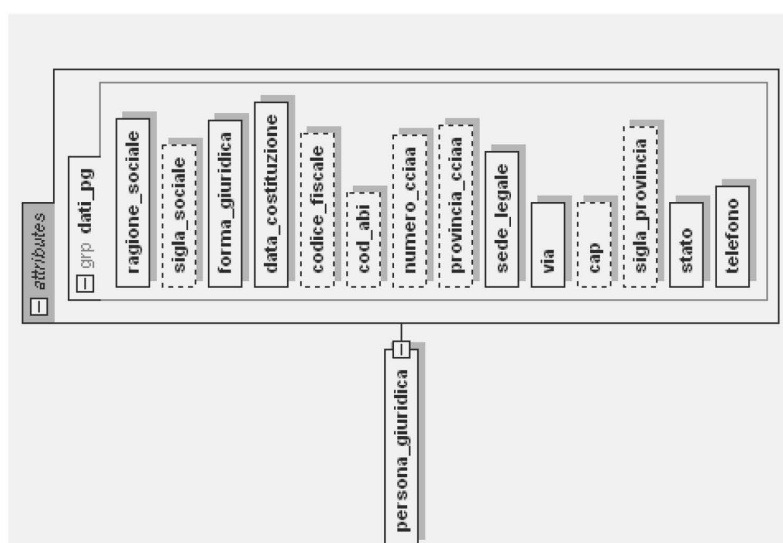 attributes
grp dati_pg
ragione_sociale
sigla_sociale
forma_giuridica
data_costituzione
codice_fiscale
cod_abi
numero_cciaa
provincia_cciaa
sede_legale
via
cap
sigla_provincia
stato
telefono
persona_giuridica